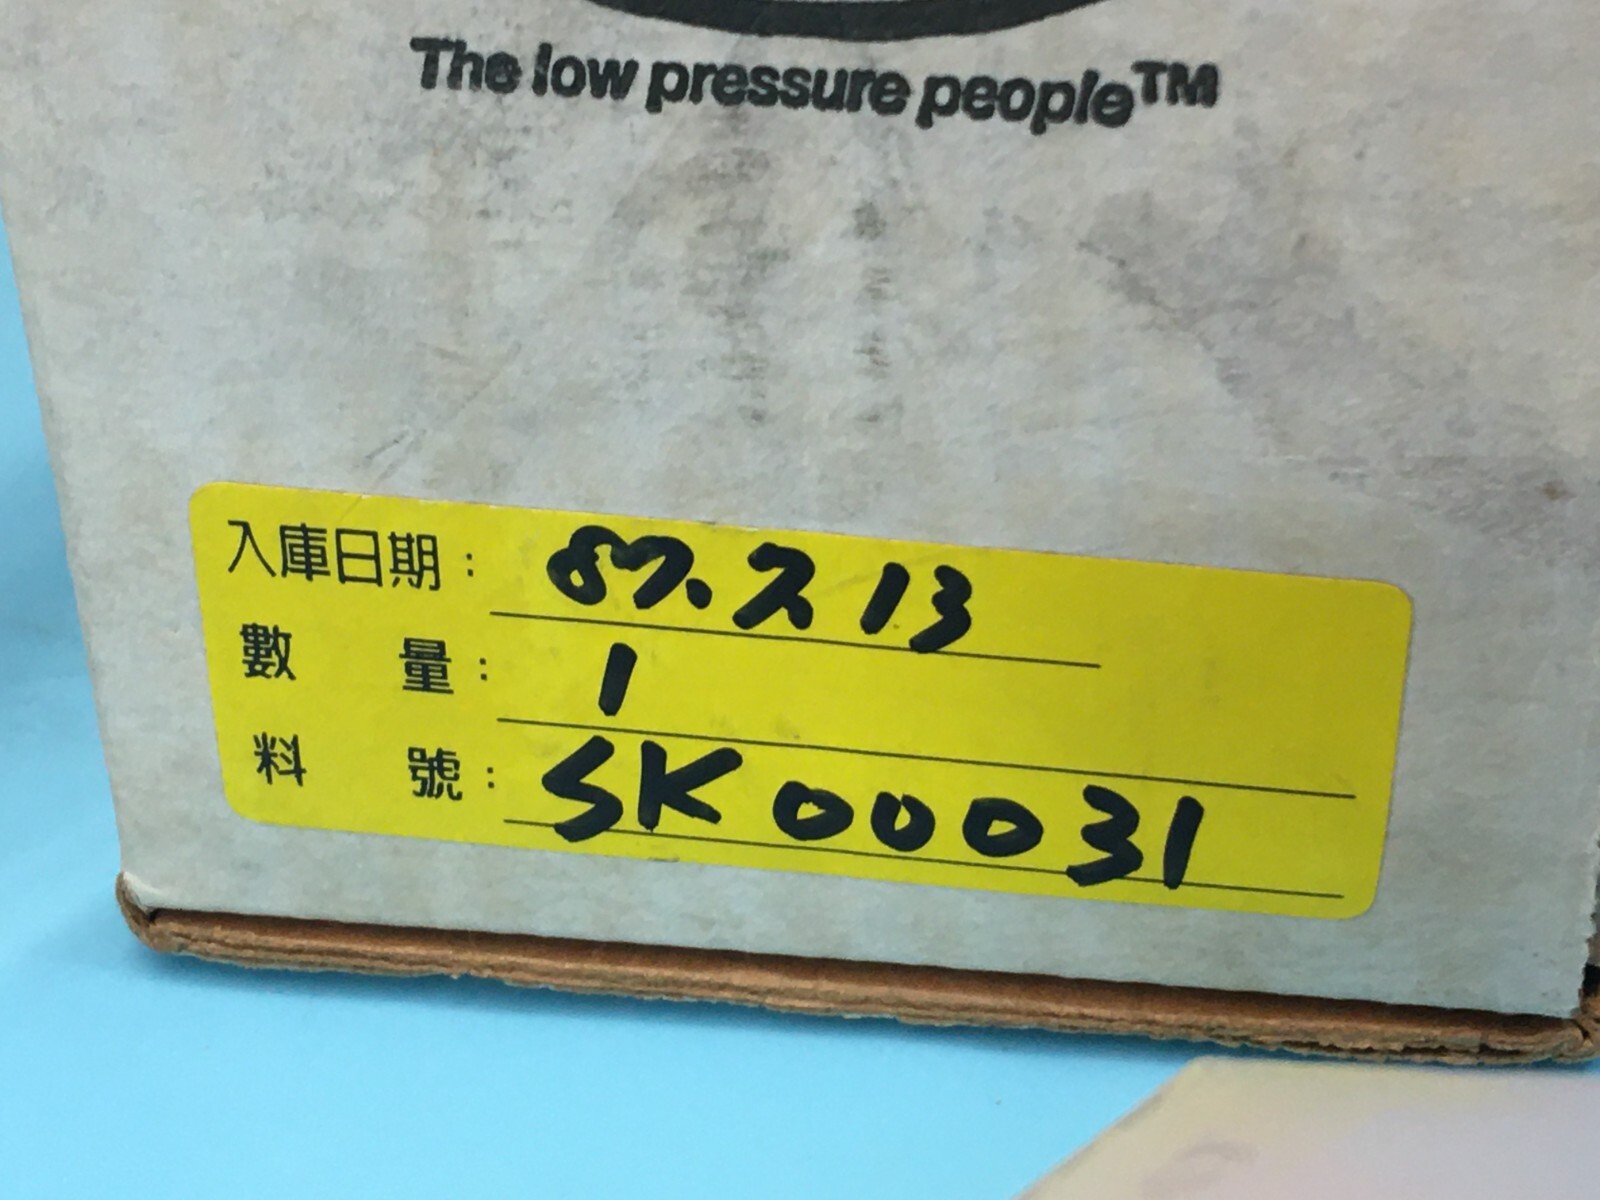 The low pressure people™
入庫日期： 87.2 13
數量： 1
料號： SK00031